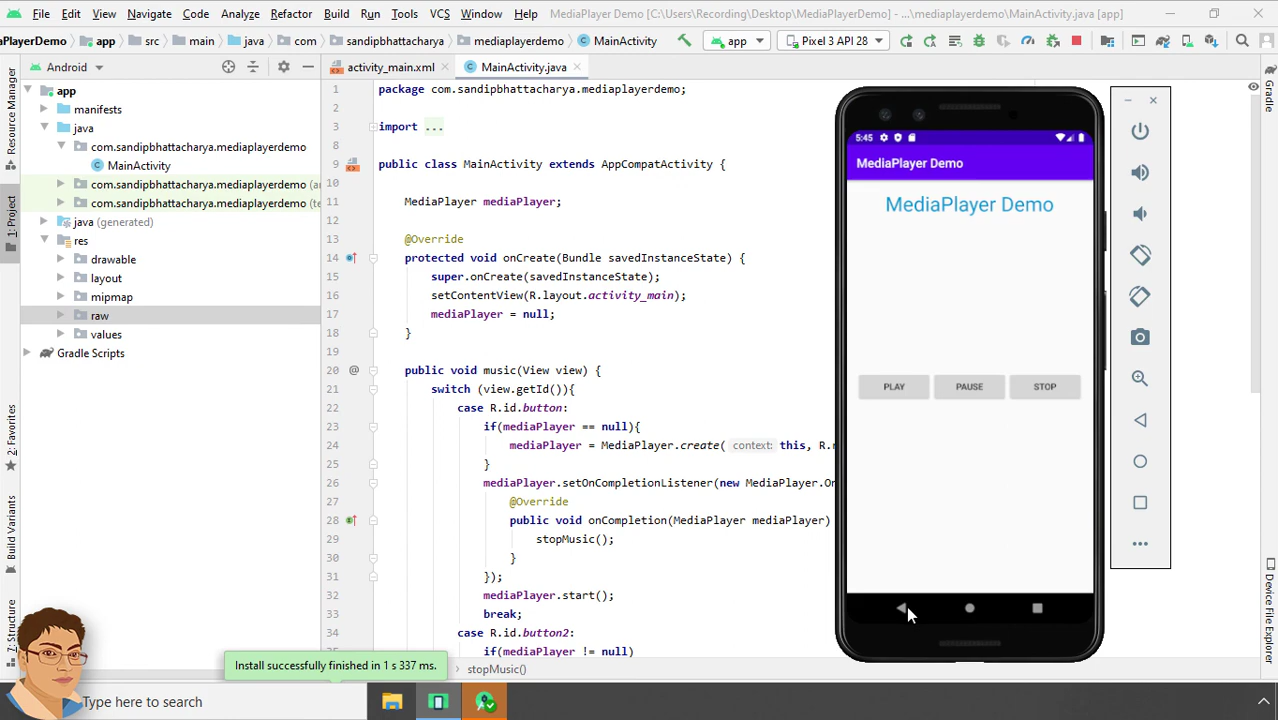 File Edit View Navigate Code Analyze Refactor Build Run Tools VCS Window Help MediaPlayer Demo [C:\Users\Recording\Desktop\MediaPlayerDemo] - ...\mediaplayerdemo\MainActivity.java [app]
PlayerDemo app src main java com sandipbhattacharya mediaplayerdemo MainActivity app Pixel 3 API 28
Android activity_main.xml MainActivity.java
Resource Manager
1: Project
2: Favorites
Build Variants
7: Structure
app
manifests
java
com.sandipbhattacharya.mediaplayerdemo
MainActivity
com.sandipbhattacharya.mediaplayerdemo (
com.sandipbhattacharya.mediaplayerdemo (
java (generated)
res
drawable
layout
mipmap
raw
values
Gradle Scripts
1 package com.sandipbhattacharya.mediaplayerdemo;
2
3 import ...
8
9 public class MainActivity extends AppCompatActivity {
10
11 MediaPlayer mediaPlayer;
12
13 @Override
14 protected void onCreate(Bundle savedInstanceState) {
15 super.onCreate(savedInstanceState);
16 setContentView(R.layout.activity_main);
17 mediaPlayer = null;
18 }
19
20 public void music(View view) {
21 switch (view.getId()){
22 case R.id.button:
23 if(mediaPlayer == null){
24 mediaPlayer = MediaPlayer.create( context: this, R.
25 }
26 mediaPlayer.setOnCompletionListener(new MediaPlayer.
27 @Override
28 public void onCompletion(MediaPlayer mediaPlayer)
29 stopMusic();
30 }
31 });
32 mediaPlayer.start();
33 break;
34 case R.id.button2:
if(mediaPlayer != null)
stopMusic()
5:45
MediaPlayer Demo
MediaPlayer Demo
PLAY PAUSE STOP
Gradle
Device File Explorer
Install successfully finished in 1 s 337 ms.
Type here to search